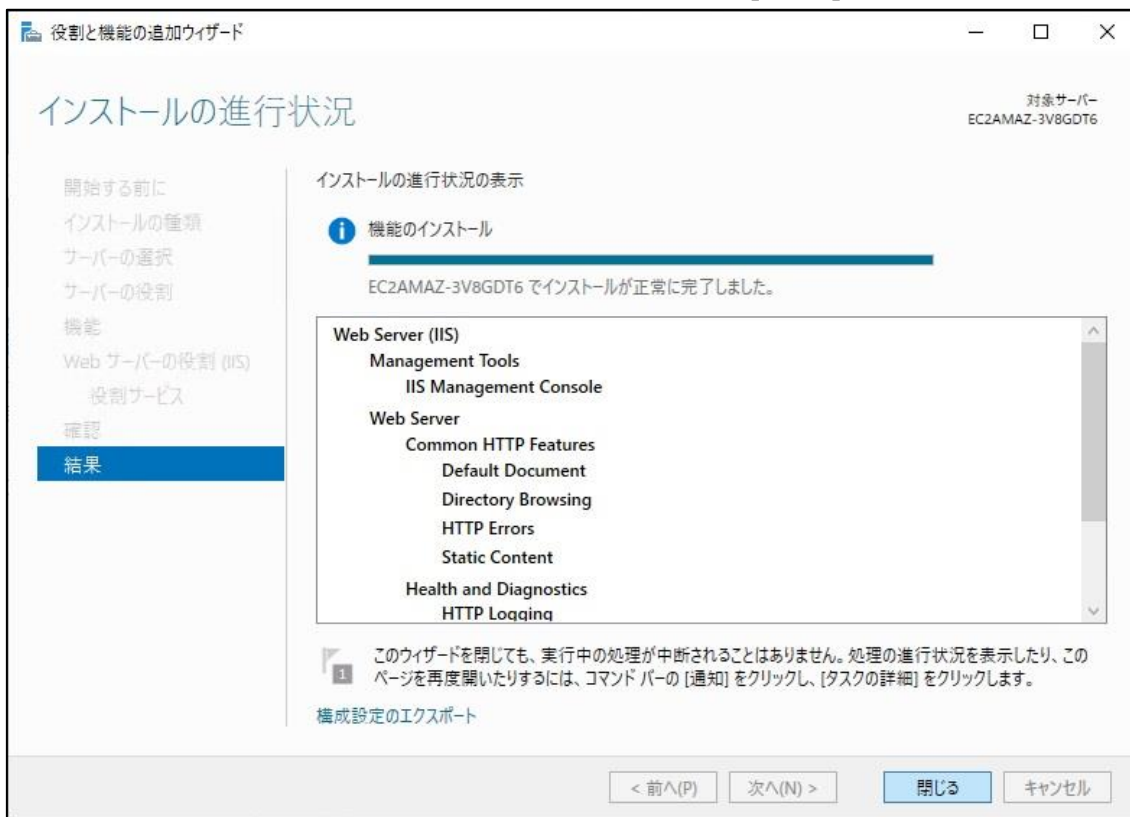 役割と機能の追加ウィザード
インストールの進行状況
対象サーバー
EC2AMAZ-3V8GDT6
開始する前に
インストールの種類
サーバーの選択
サーバーの役割
機能
Web サーバーの役割 (IIS)
役割サービス
確認
結果
インストールの進行状況の表示
機能のインストール
EC2AMAZ-3V8GDT6 でインストールが正常に完了しました。
Web Server (IIS)
Management Tools
IIS Management Console
Web Server
Common HTTP Features
Default Document
Directory Browsing
HTTP Errors
Static Content
Health and Diagnostics
HTTP Logging
1
このウィザードを閉じても、実行中の処理が中断されることはありません。処理の進行状況を表示したり、この
ページを再度開いたりするには、コマンド バーの [通知] をクリックし、[タスクの詳細] をクリックします。
構成設定のエクスポート
< 前へ(P)
次へ(N) >
閉じる
キャンセル